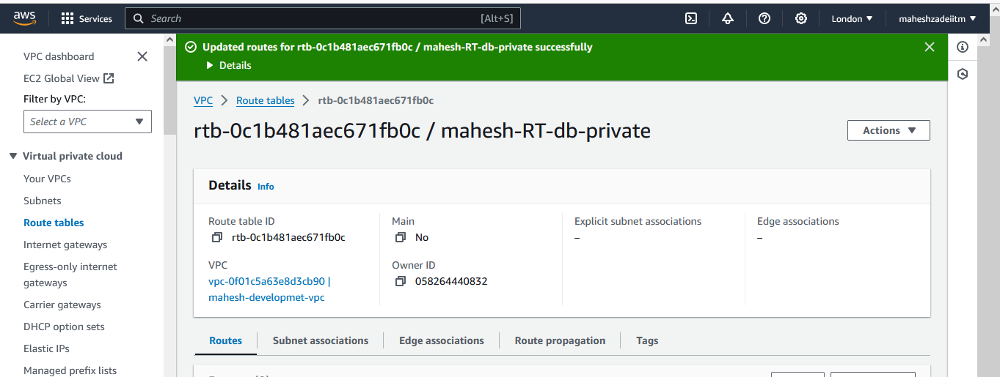 aws
Services
Search
[Alt+S]
London
maheshzadeiitm
VPC dashboard
EC2 Global View
Filter by VPC:
Select a VPC
Virtual private cloud
Your VPCs
Subnets
Route tables
Internet gateways
Egress-only internet
gateways
Carrier gateways
DHCP option sets
Elastic IPs
Managed prefix lists
Updated routes for rtb-0c1b481aec671fb0c / mahesh-RT-db-private successfully
Details
VPC
Route tables
rtb-0c1b481aec671fb0c
rtb-0c1b481aec671fb0c / mahesh-RT-db-private
Actions
Details Info
Route table ID
rtb-0c1b481aec671fb0c
Main
No
Explicit subnet associations
–
Edge associations
–
VPC
vpc-0f01c5a63e8d3cb90 |
mahesh-developmet-vpc
Owner ID
058264440832
Routes
Subnet associations
Edge associations
Route propagation
Tags